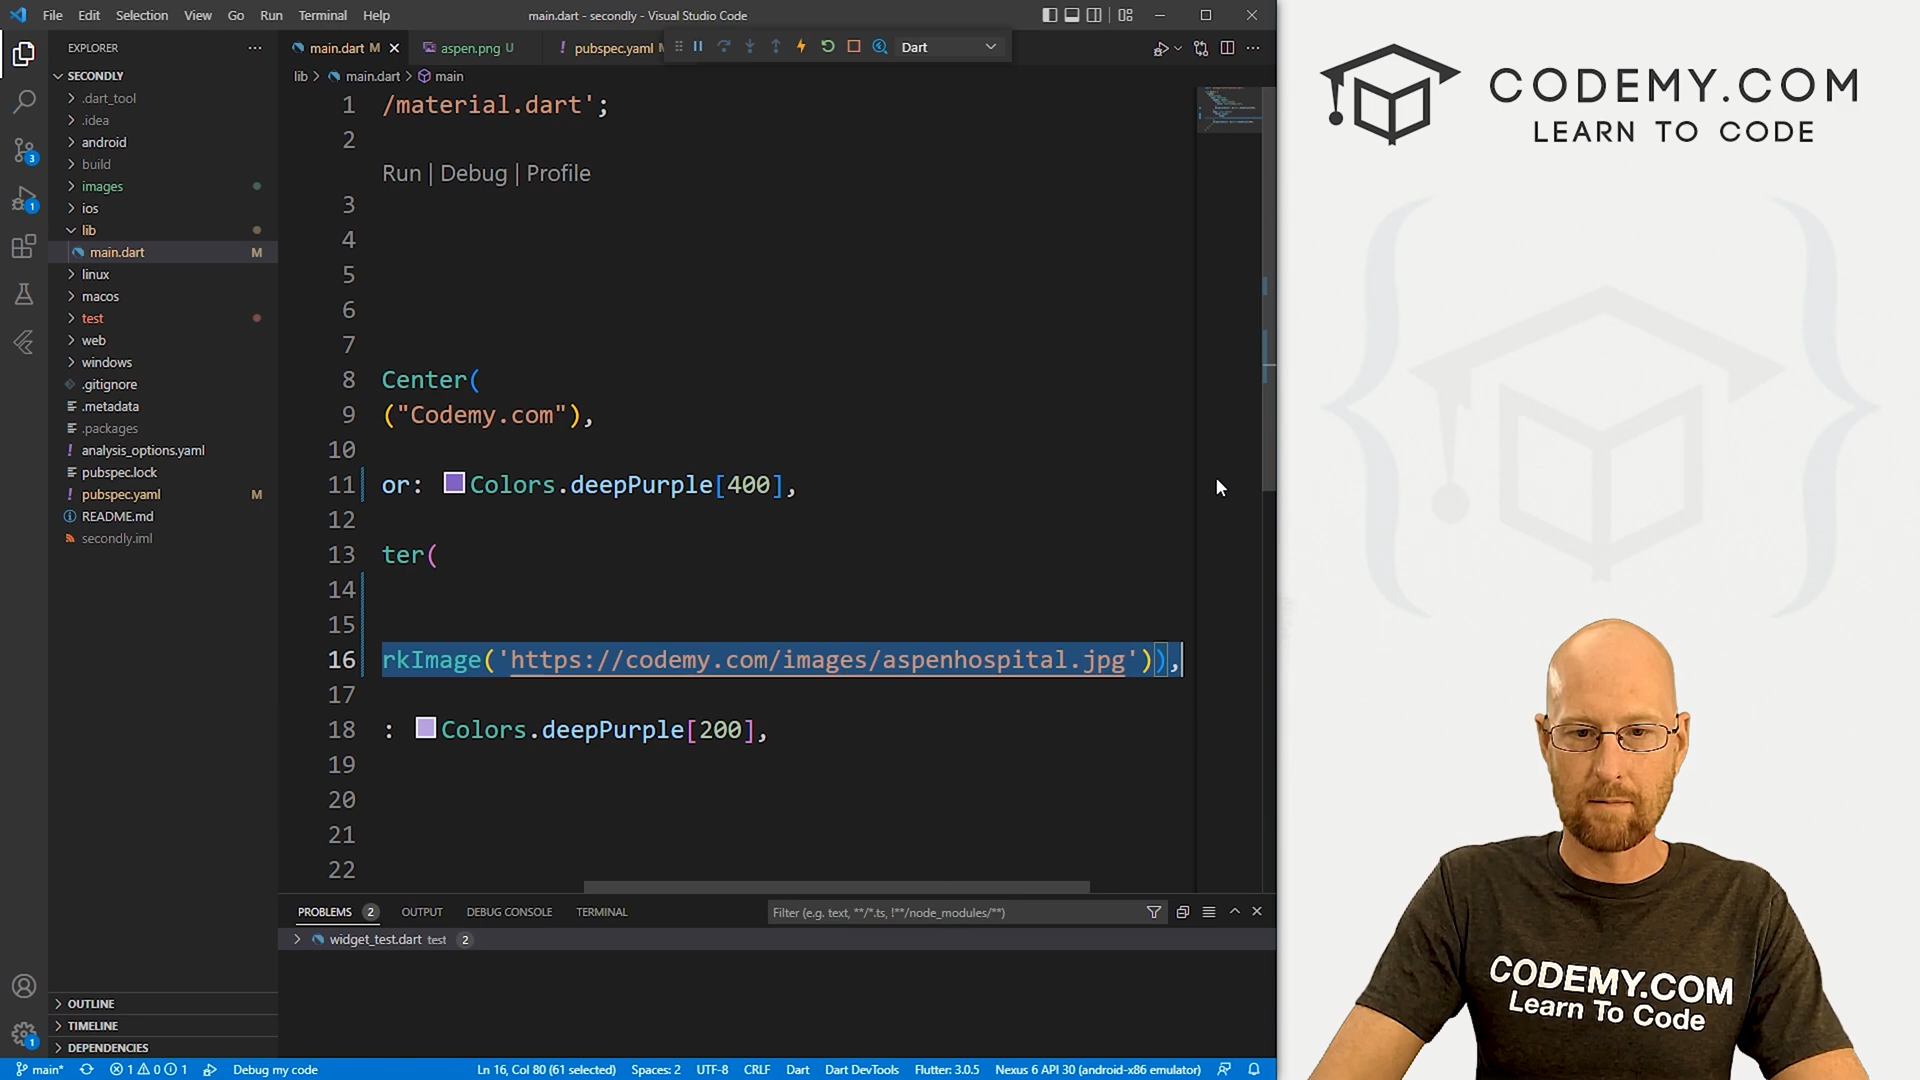 File Edit Selection View Go Run Terminal Help
main.dart - secondly - Visual Studio Code
EXPLORER
main.dart M
aspen.png U
! pubspec.yaml M
Dart
SECONDLY
lib > main.dart > main
.dart_tool
.idea
android
build
images
ios
lib
main.dart M
linux
macos
test
web
windows
.gitignore
.metadata
.packages
! analysis_options.yaml
pubspec.lock
! pubspec.yaml M
README.md
secondly.iml
3
1
1 /material.dart';
2
Run | Debug | Profile
3
4
5
6
7
8 Center(
9 ("Codemy.com"),
10
11 or: Colors.deepPurple[400],
12
13 ter(
14
15
16 rkImage('https://codemy.com/images/aspenhospital.jpg')),
17
18 : Colors.deepPurple[200],
19
20
21
22
PROBLEMS 2 OUTPUT DEBUG CONSOLE TERMINAL
Filter (e.g. text, **/*.ts, !**/node_modules/**)
widget_test.dart test 2
OUTLINE
TIMELINE
DEPENDENCIES
1
main* 1 0 1 Debug my code
Ln 16, Col 80 (61 selected) Spaces: 2 UTF-8 CRLF Dart Dart DevTools Flutter: 3.0.5 Nexus 6 API 30 (android-x86 emulator)
CODEMY.COM
LEARN TO CODE
CODEMY.COM
Learn To Code